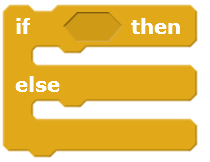 if then
else